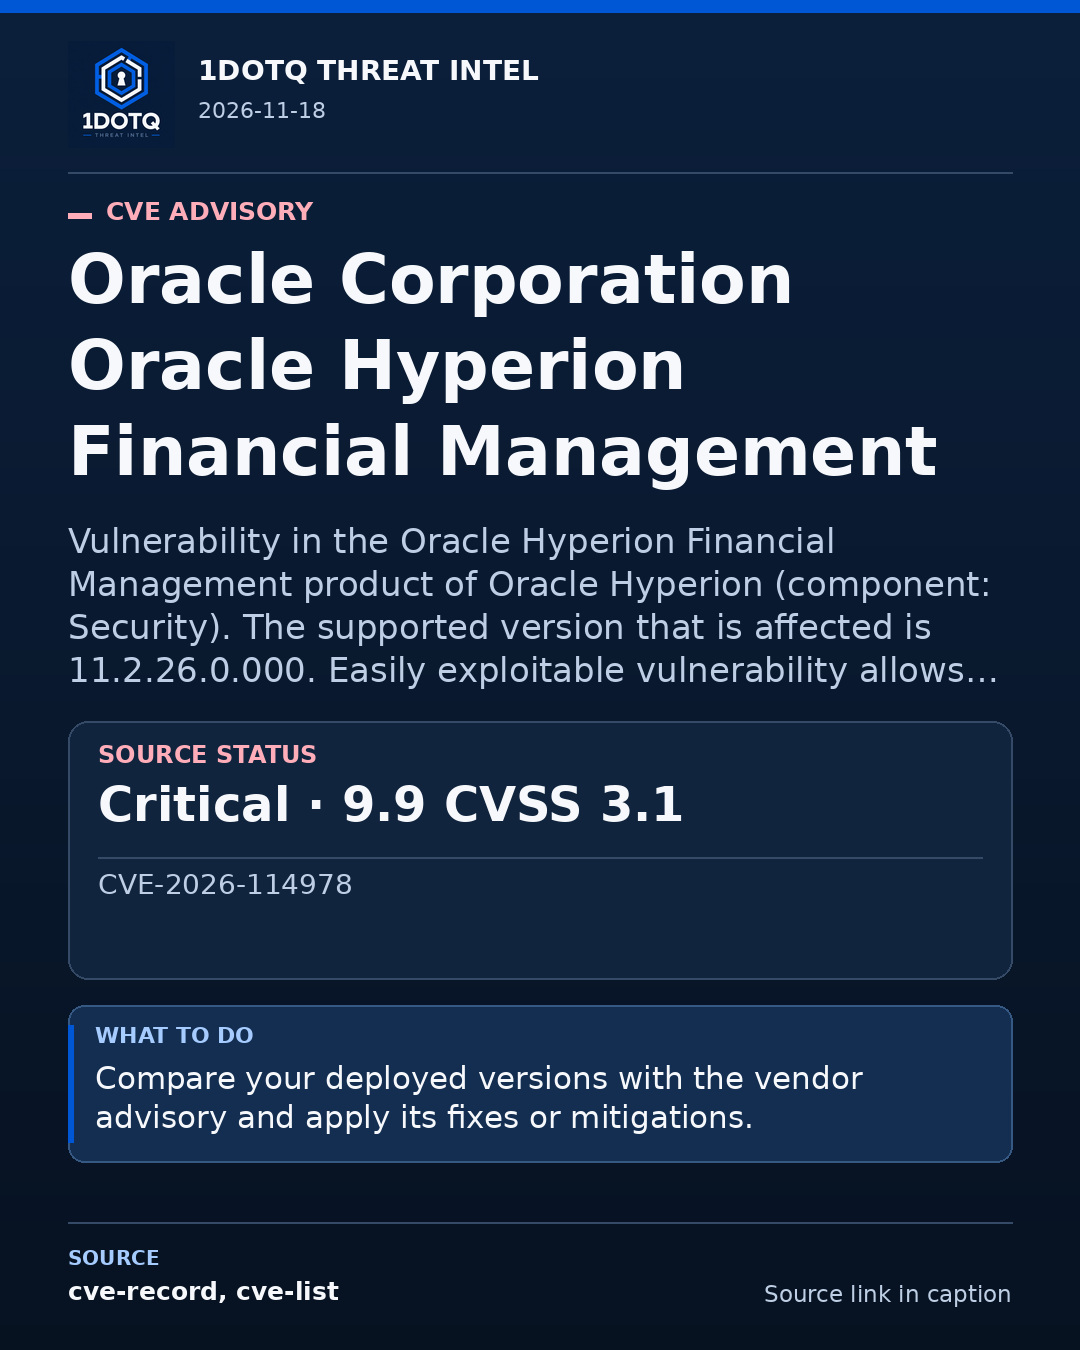 1DOTQ
THREAT INTEL
1DOTQ THREAT INTEL
2026-11-18
CVE ADVISORY
Oracle Corporation
Oracle Hyperion
Financial Management
Vulnerability in the Oracle Hyperion Financial
Management product of Oracle Hyperion (component:
Security). The supported version that is affected is
11.2.26.0.000. Easily exploitable vulnerability allows…
SOURCE STATUS
Critical · 9.9 CVSS 3.1
CVE-2026-114978
WHAT TO DO
Compare your deployed versions with the vendor
advisory and apply its fixes or mitigations.
SOURCE
cve-record, cve-list
Source link in caption